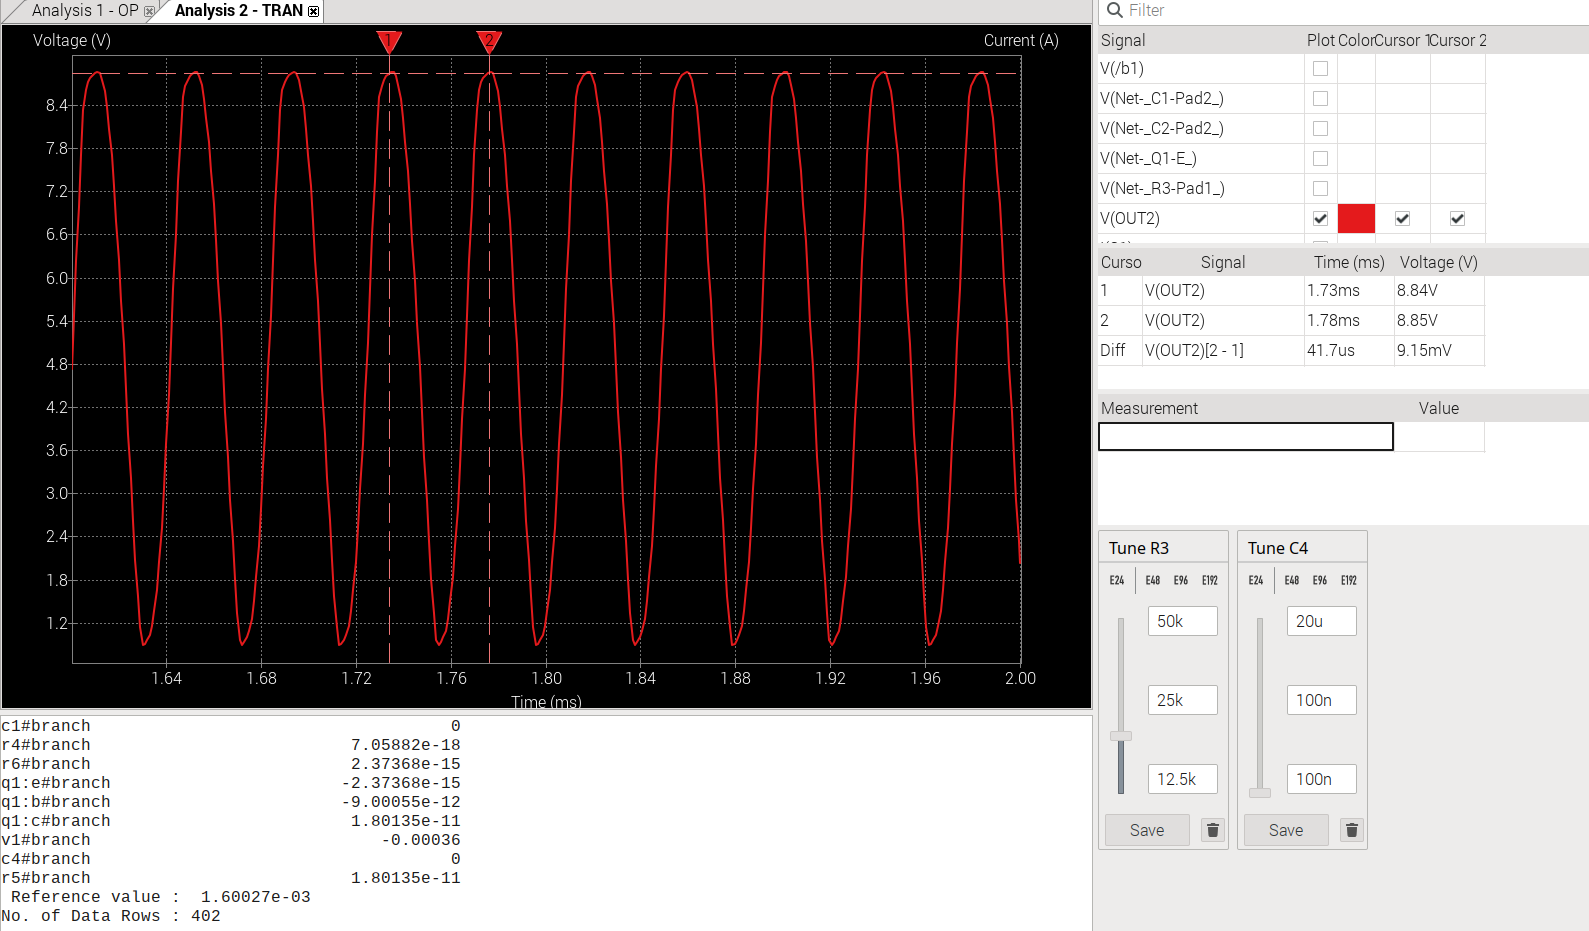 Analysis 1 - OP
Analysis 2 - TRAN
Voltage (V)
1
2
Current (A)
8.4
7.8
7.2
6.6
6.0
5.4
4.8
4.2
3.6
3.0
2.4
1.8
1.2
1.64
1.68
1.72
1.76
1.80
1.84
1.88
1.92
1.96
2.00
Time (ms)
c1#branch 0
r4#branch 7.05882e-18
r6#branch 2.37368e-15
q1:e#branch -2.37368e-15
q1:b#branch -9.00055e-12
q1:c#branch 1.80135e-11
v1#branch -0.00036
c4#branch 0
r5#branch 1.80135e-11
Reference value : 1.60027e-03
No. of Data Rows : 402
Filter
Signal Plot Color Cursor 1 Cursor 2
V(/b1)
V(Net-_C1-Pad2_)
V(Net-_C2-Pad2_)
V(Net-_Q1-E_)
V(Net-_R3-Pad1_)
V(OUT2)
Curso Signal Time (ms) Voltage (V)
1 V(OUT2) 1.73ms 8.84V
2 V(OUT2) 1.78ms 8.85V
Diff V(OUT2)[2 - 1] 41.7us 9.15mV
Measurement Value
Tune R3
E24 E48 E96 E192
50k
25k
12.5k
Save
Tune C4
E24 E48 E96 E192
20u
100n
100n
Save